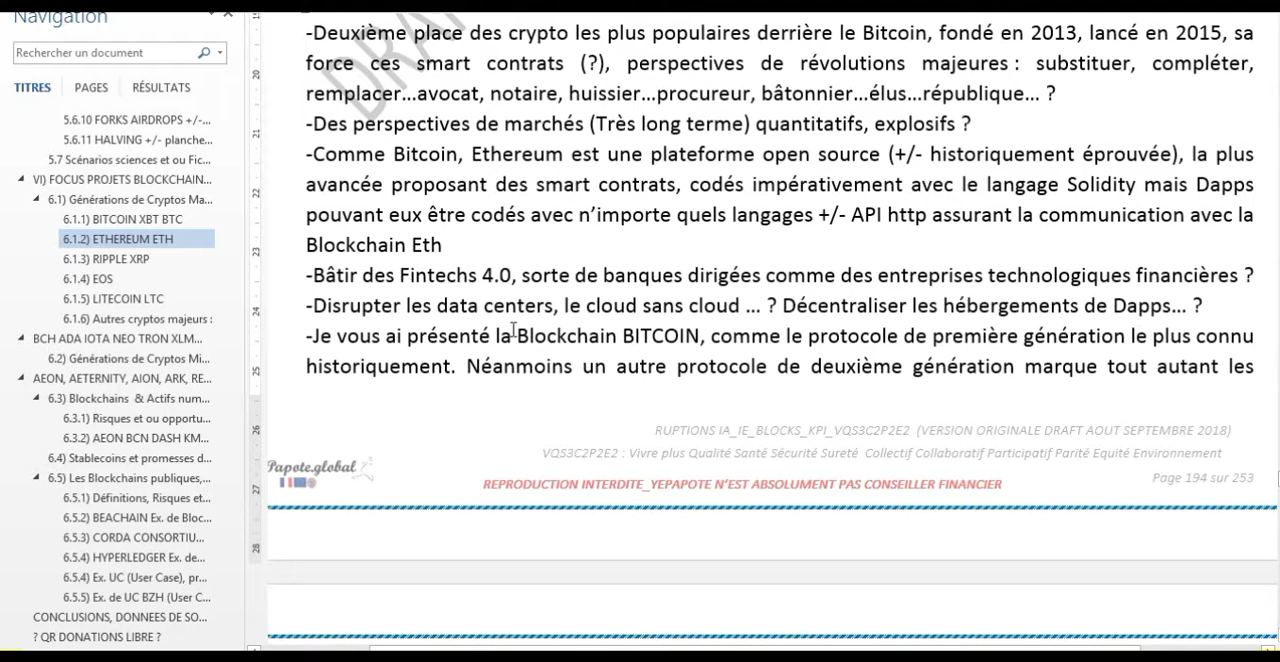 Navigation
Rechercher un document
TITRES PAGES RÉSULTATS
5.6.10 FORKS AIRDROPS +/-...
5.6.11 HALVING +/- planche...
5.7 Scénarios sciences et ou Fic...
VI) FOCUS PROJETS BLOCKCHAIN...
6.1) Générations de Cryptos Ma...
6.1.1) BITCOIN XBT BTC
6.1.2) ETHEREUM ETH
6.1.3) RIPPLE XRP
6.1.4) EOS
6.1.5) LITECOIN LTC
6.1.6) Autres cryptos majeurs :
BCH ADA IOTA NEO TRON XLM...
6.2) Générations de Cryptos Mi...
AEON, AETERNITY, AION, ARK, RE...
6.3) Blockchains & Actifs num...
6.3.1) Risques et ou opportu...
6.3.2) AEON BCN DASH KM...
6.4) Stablecoins et promesses d...
6.5) Les Blockchains publiques,...
6.5.1) Définitions, Risques et...
6.5.2) BEACHAIN Ex. de Bloc...
6.5.3) CORDA CONSORTIU...
6.5.4) HYPERLEDGER Ex. de...
6.5.4) Ex. UC (User Case), pr...
6.5.5) Ex. de UC BZH (User C...
CONCLUSIONS, DONNEES DE SO...
? QR DONATIONS LIBRE ?
20
21
22
23
24
25
26
27
28
-Deuxième place des crypto les plus populaires derrière le Bitcoin, fondé en 2013, lancé en 2015, sa
force ces smart contrats (?), perspectives de révolutions majeures : substituer, compléter,
remplacer...avocat, notaire, huissier...procureur, bâtonnier...élus...république... ?
-Des perspectives de marchés (Très long terme) quantitatifs, explosifs ?
-Comme Bitcoin, Ethereum est une plateforme open source (+/- historiquement éprouvée), la plus
avancée proposant des smart contrats, codés impérativement avec le langage Solidity mais Dapps
pouvant eux être codés avec n’importe quels langages +/- API http assurant la communication avec la
Blockchain Eth
-Bâtir des Fintechs 4.0, sorte de banques dirigées comme des entreprises technologiques financières ?
-Disrupter les data centers, le cloud sans cloud ... ? Décentraliser les hébergements de Dapps... ?
-Je vous ai présenté la Blockchain BITCOIN, comme le protocole de première génération le plus connu
historiquement. Néanmoins un autre protocole de deuxième génération marque tout autant les
RUPTIONS IA_IE_BLOCKS_KPI_VQS3C2P2E2 (VERSION ORIGINALE DRAFT AOUT SEPTEMBRE 2018)
VQS3C2P2E2 : Vivre plus Qualité Santé Sécurité Sureté Collectif Collaboratif Participatif Parité Equité Environnement
Papote.global
REPRODUCTION INTERDITE_YEPAPOTE N’EST ABSOLUMENT PAS CONSEILLER FINANCIER
Page 194 sur 253